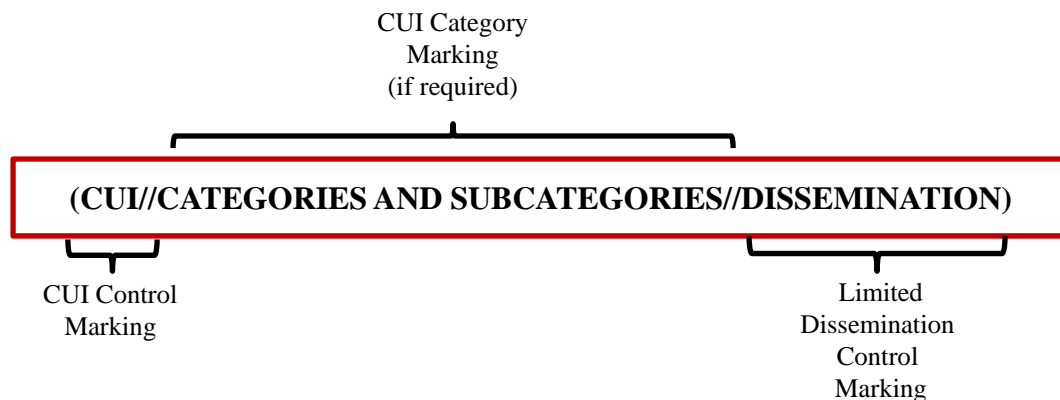 CUI Category
Marking
(if required)
(CUI//CATEGORIES AND SUBCATEGORIES//DISSEMINATION)
CUI Control
Marking
Limited
Dissemination
Control
Marking